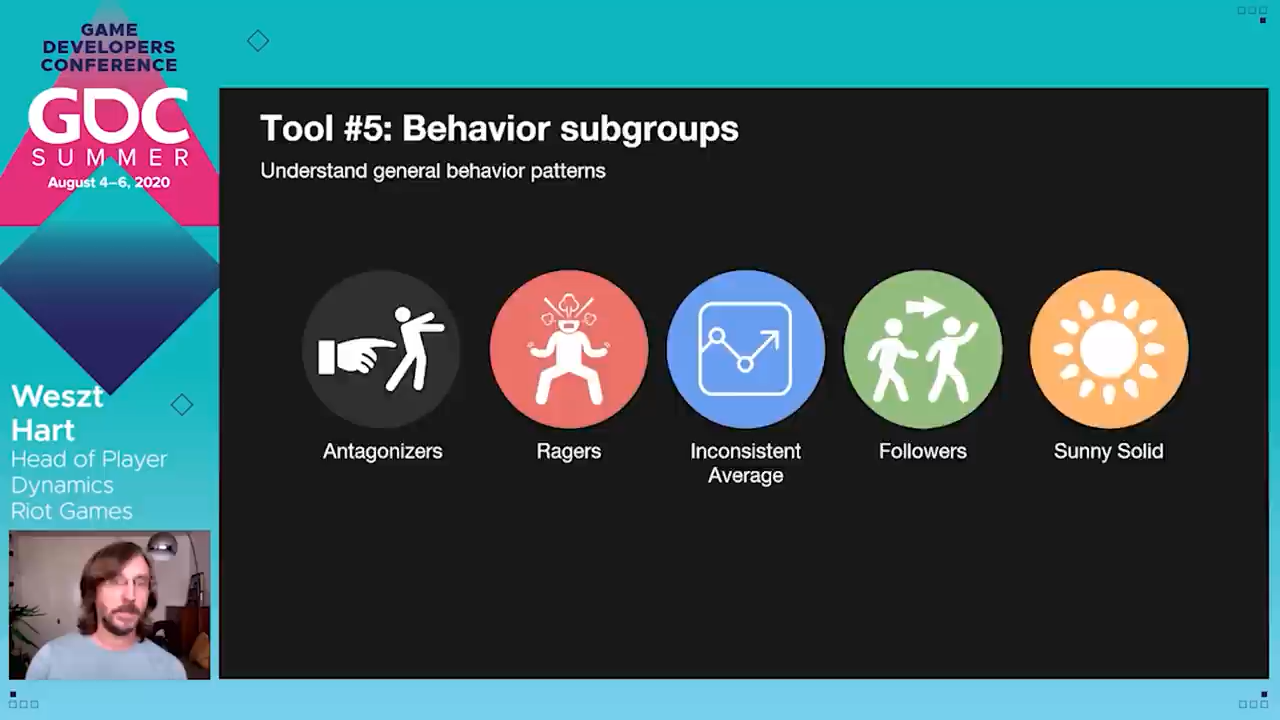 GAME
DEVELOPERS
CONFERENCE
GDC
SUMMER
August 4–6, 2020
Weszt
Hart
Head of Player
Dynamics
Riot Games
Tool #5: Behavior subgroups
Understand general behavior patterns
Antagonizers
Ragers
Inconsistent
Average
Followers
Sunny Solid